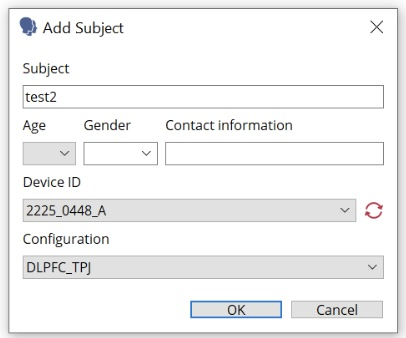 Add Subject
Subject
test2
Age Gender Contact information
Device ID
2225_0448_A
Configuration
DLPFC_TPJ
OK Cancel